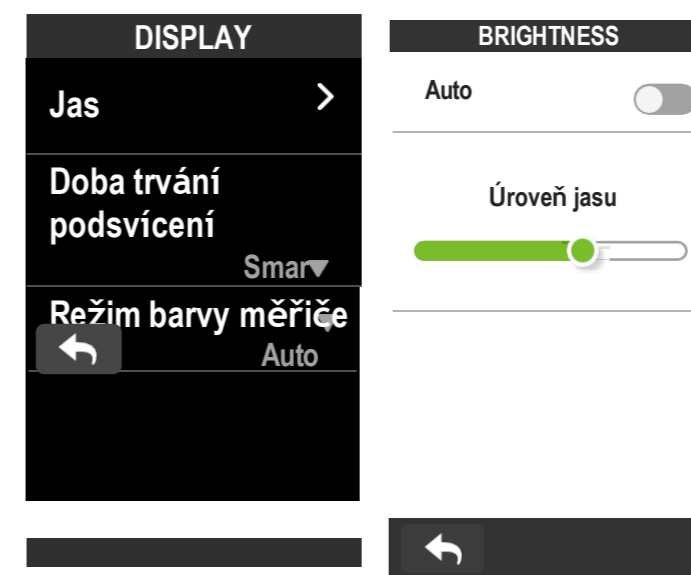 DISPLAY
Jas
Doba trvání
podsvícení
Smar
Režim barvy měřiče
Auto
BRIGHTNESS
Auto
Úroveň jasu